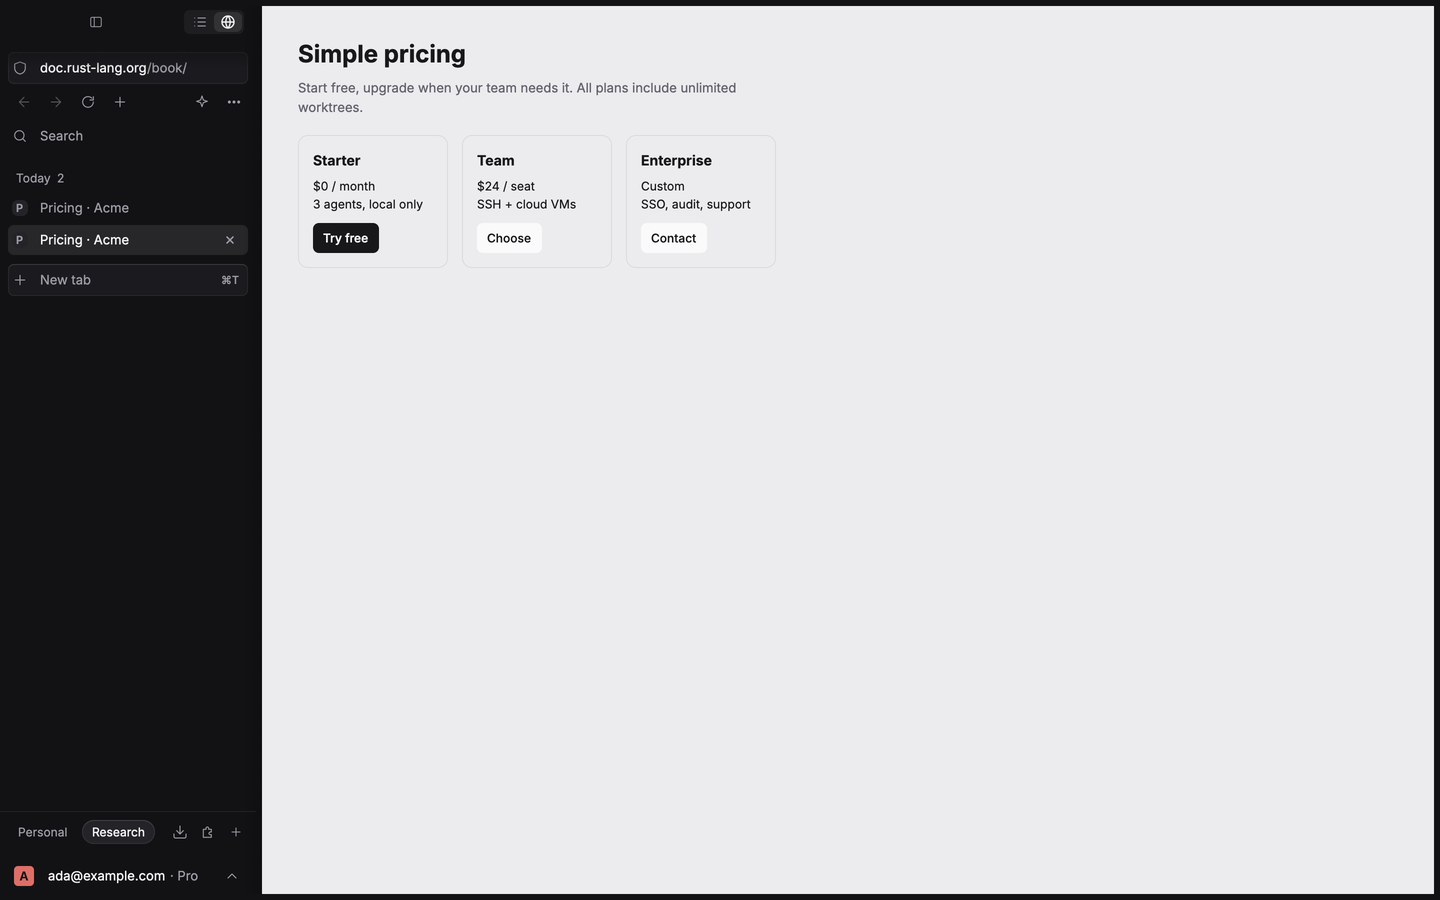 doc.rust-lang.org/book/
Search
Today 2
P Pricing · Acme
P Pricing · Acme
New tab ⌘T
Personal Research
A ada@example.com · Pro
Simple pricing
Start free, upgrade when your team needs it. All plans include unlimited
worktrees.
Starter
$0 / month
3 agents, local only
Try free
Team
$24 / seat
SSH + cloud VMs
Choose
Enterprise
Custom
SSO, audit, support
Contact